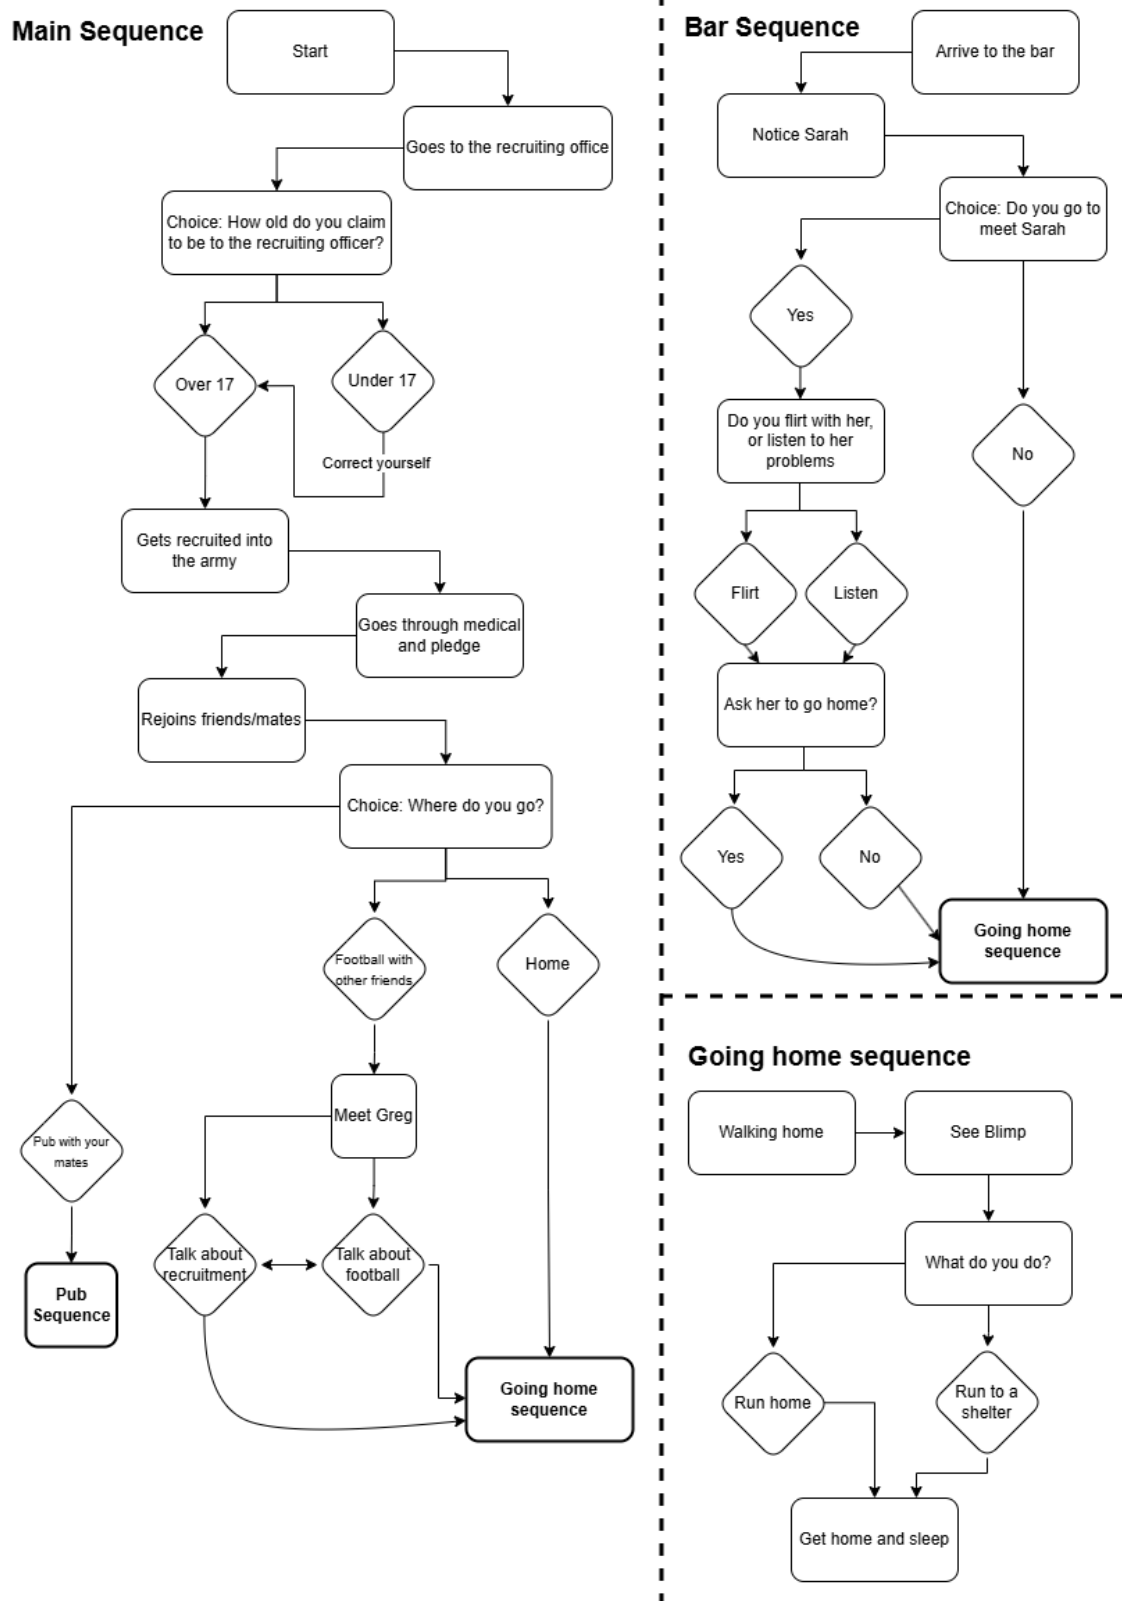 Main Sequence
Start
Goes to the recruiting office
Choice: How old do you claim
to be to the recruiting officer?
Over 17
Under 17
Correct yourself
Gets recruited into
the army
Goes through medical
and pledge
Rejoins friends/mates
Choice: Where do you go?
Football with
other friends
Home
Meet Greg
Pub with your
mates
Talk about
recruitment
Talk about
football
Pub
Sequence
Going home
sequence
Bar Sequence
Arrive to the bar
Notice Sarah
Choice: Do you go to
meet Sarah
Yes
No
Do you flirt with her,
or listen to her
problems
Flirt
Listen
Ask her to go home?
Yes
No
Going home
sequence
Going home sequence
Walking home
See Blimp
What do you do?
Run home
Run to a
shelter
Get home and sleep